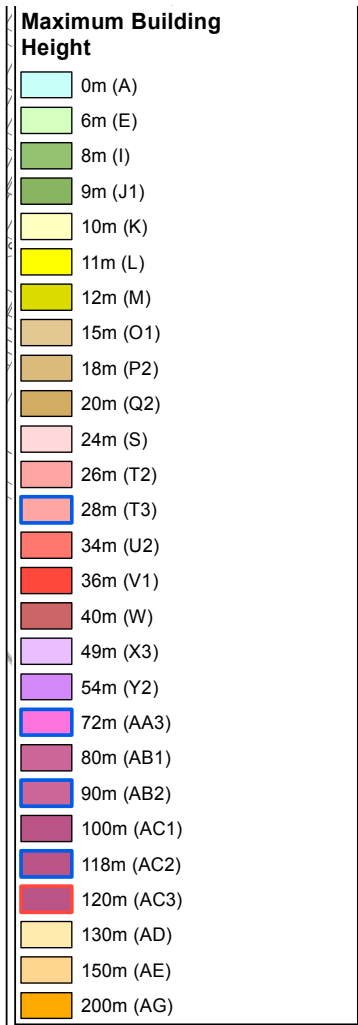 Maximum Building
Height
0m (A)
6m (E)
8m (I)
9m (J1)
10m (K)
11m (L)
12m (M)
15m (O1)
18m (P2)
20m (Q2)
24m (S)
26m (T2)
28m (T3)
34m (U2)
36m (V1)
40m (W)
49m (X3)
54m (Y2)
72m (AA3)
80m (AB1)
90m (AB2)
100m (AC1)
118m (AC2)
120m (AC3)
130m (AD)
150m (AE)
200m (AG)